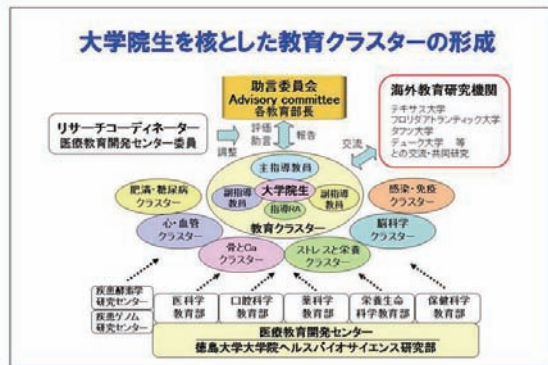 大学院生を核とした教育クラスターの形成
助言委員会
Advisory committee
各教育部長
海外教育研究機関
テキサス大学
フロリダアトランティック大学
タフツ大学
デューク大学 等
との交流・共同研究
リサーチコーディネーター
医療教育開発センター委員
調整
評価
助言
報告
交流
主指導教員
副指導
教員
大学院生
副指導
教員
指導RA
教育クラスター
肥満・糖尿病
クラスター
心・血管
クラスター
骨とCa
クラスター
ストレスと栄養
クラスター
脳科学
クラスター
感染・免疫
クラスター
疾患酵素学
研究センター
疾患ゲノム
研究センター
医科学
教育部
口腔科学
教育部
薬科学
教育部
栄養生命
科学教育部
保健科学
教育部
医療教育開発センター
徳島大学大学院ヘルスバイオサイエンス研究部